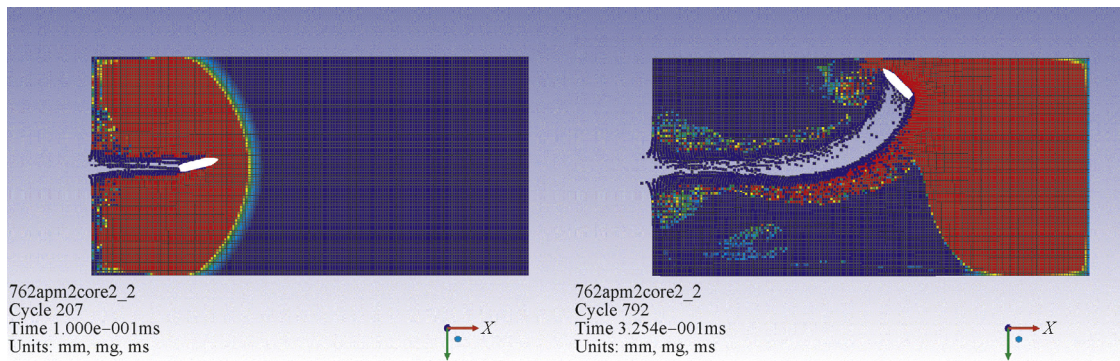 762apm2core2_2
Cycle 207
Time 1.000e−001ms
Units: mm, mg, ms
X
762apm2core2_2
Cycle 792
Time 3.254e−001ms
Units: mm, mg, ms
X